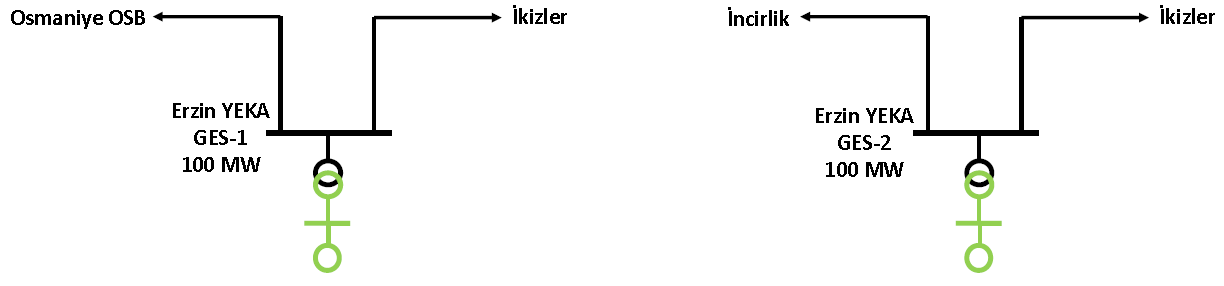 Osmaniye OSB
İkizler
Erzin YEKA
GES-1
100 MW
İncirlik
İkizler
Erzin YEKA
GES-2
100 MW